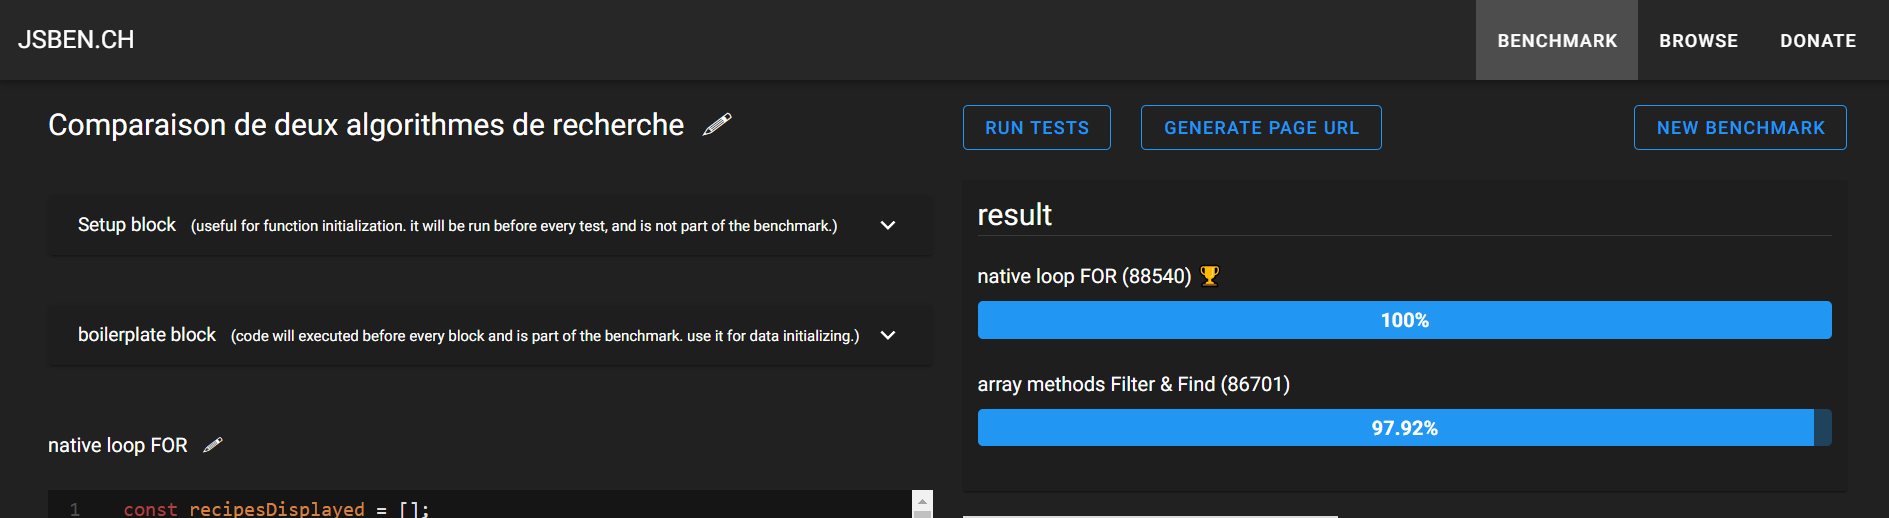 JSBEN.CH
BENCHMARK
BROWSE
DONATE
Comparaison de deux algorithmes de recherche
RUN TESTS
GENERATE PAGE URL
NEW BENCHMARK
Setup block (useful for function initialization. it will be run before every test, and is not part of the benchmark.)
boilerplate block (code will executed before every block and is part of the benchmark. use it for data initializing.)
native loop FOR
1 const recipesDisplayed = [];
result
native loop FOR (88540)
100%
array methods Filter & Find (86701)
97.92%